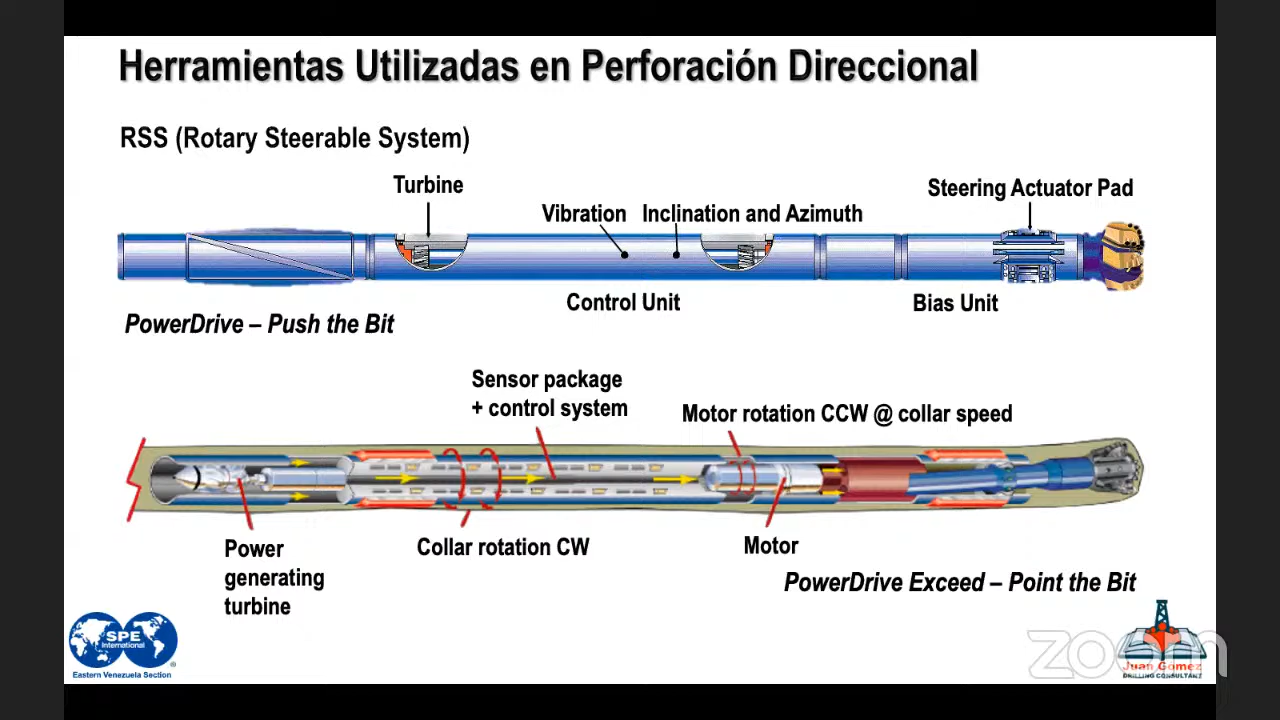 Herramientas Utilizadas en Perforación Direccional
RSS (Rotary Steerable System)
Turbine
Vibration
Inclination and Azimuth
Steering Actuator Pad
Control Unit
Bias Unit
PowerDrive – Push the Bit
Sensor package
+ control system
Motor rotation CCW @ collar speed
Power
generating
turbine
Collar rotation CW
Motor
PowerDrive Exceed – Point the Bit
SPE
International
Eastern Venezuela Section
zoom
Juan Gómez
DRILLING CONSULTANT